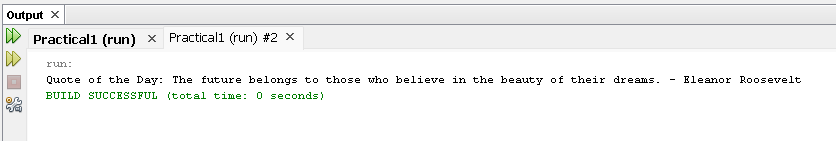 Output
Practical1 (run)
Practical1 (run) #2
run:
Quote of the Day: The future belongs to those who believe in the beauty of their dreams. - Eleanor Roosevelt
BUILD SUCCESSFUL (total time: 0 seconds)